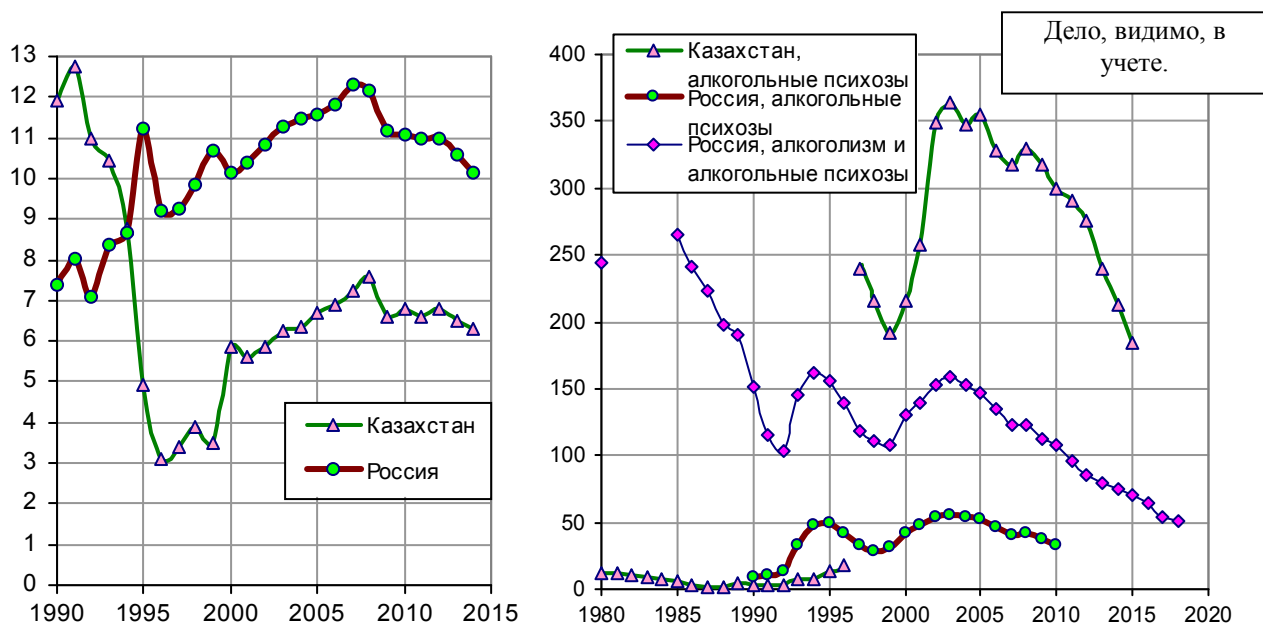 13
12
11
10
9
8
7
6
5
4
3
2
1
0
1990 1995 2000 2005 2010 2015
Казахстан
Россия
400
350
300
250
200
150
100
50
0
1980 1985 1990 1995 2000 2005 2010 2015 2020
Казахстан,
алкогольные психозы
Россия, алкогольные
психозы
Россия, алкоголизм и
алкогольные психозы
Дело, видимо, в
учете.